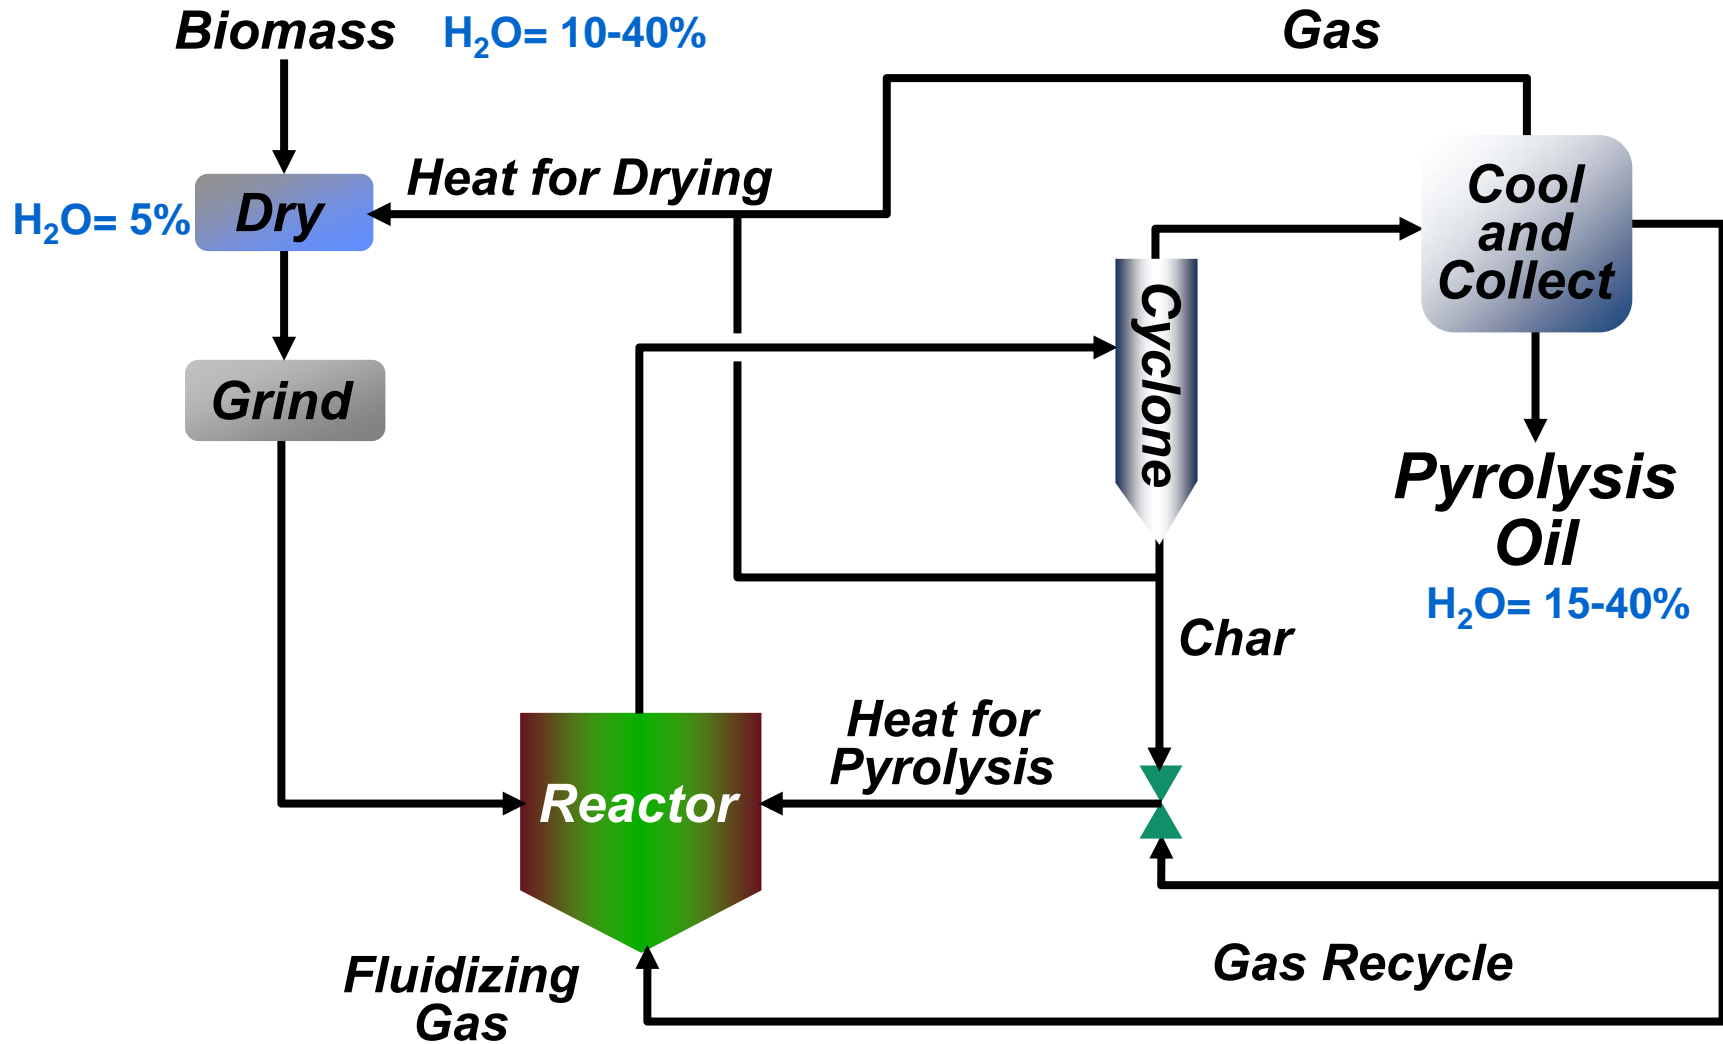 Biomass
H₂O= 10-40%
Gas
Heat for Drying
H₂O= 5%
Dry
Cool
and
Collect
Cyclone
Grind
Pyrolysis
Oil
H₂O= 15-40%
Char
Heat for
Pyrolysis
Reactor
Fluidizing
Gas
Gas Recycle